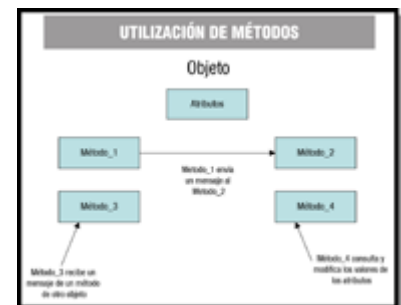 UTILIZACIÓN DE MÉTODOS
Objeto
Atributos
Método_1
Método_2
Método_1 envía
un mensaje al
Método_2
Método_3
Método_4
Método_3 recibe un
mensaje de un método
de otro objeto
Método_4 consulta y
modifica los valores de
los atributos